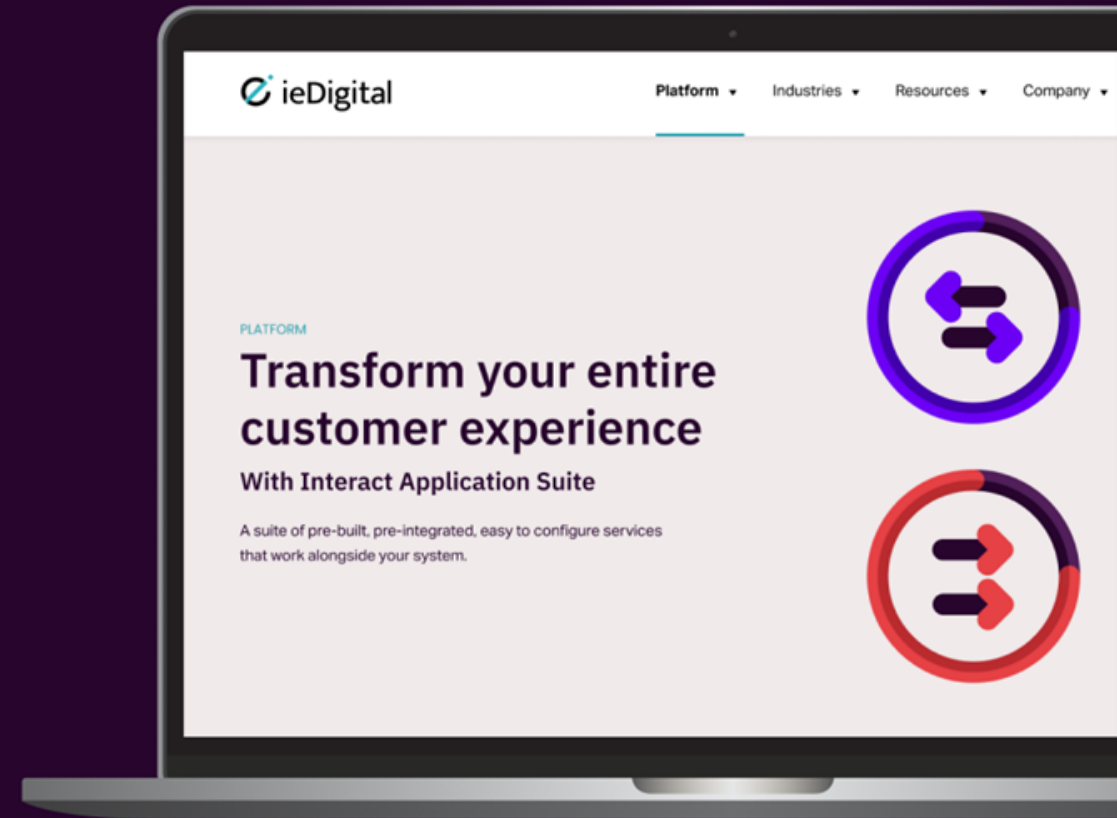 ieDigital
Platform Industries Resources Company
PLATFORM
Transform your entire
customer experience
With Interact Application Suite
A suite of pre-built, pre-integrated, easy to configure services
that work alongside your system.